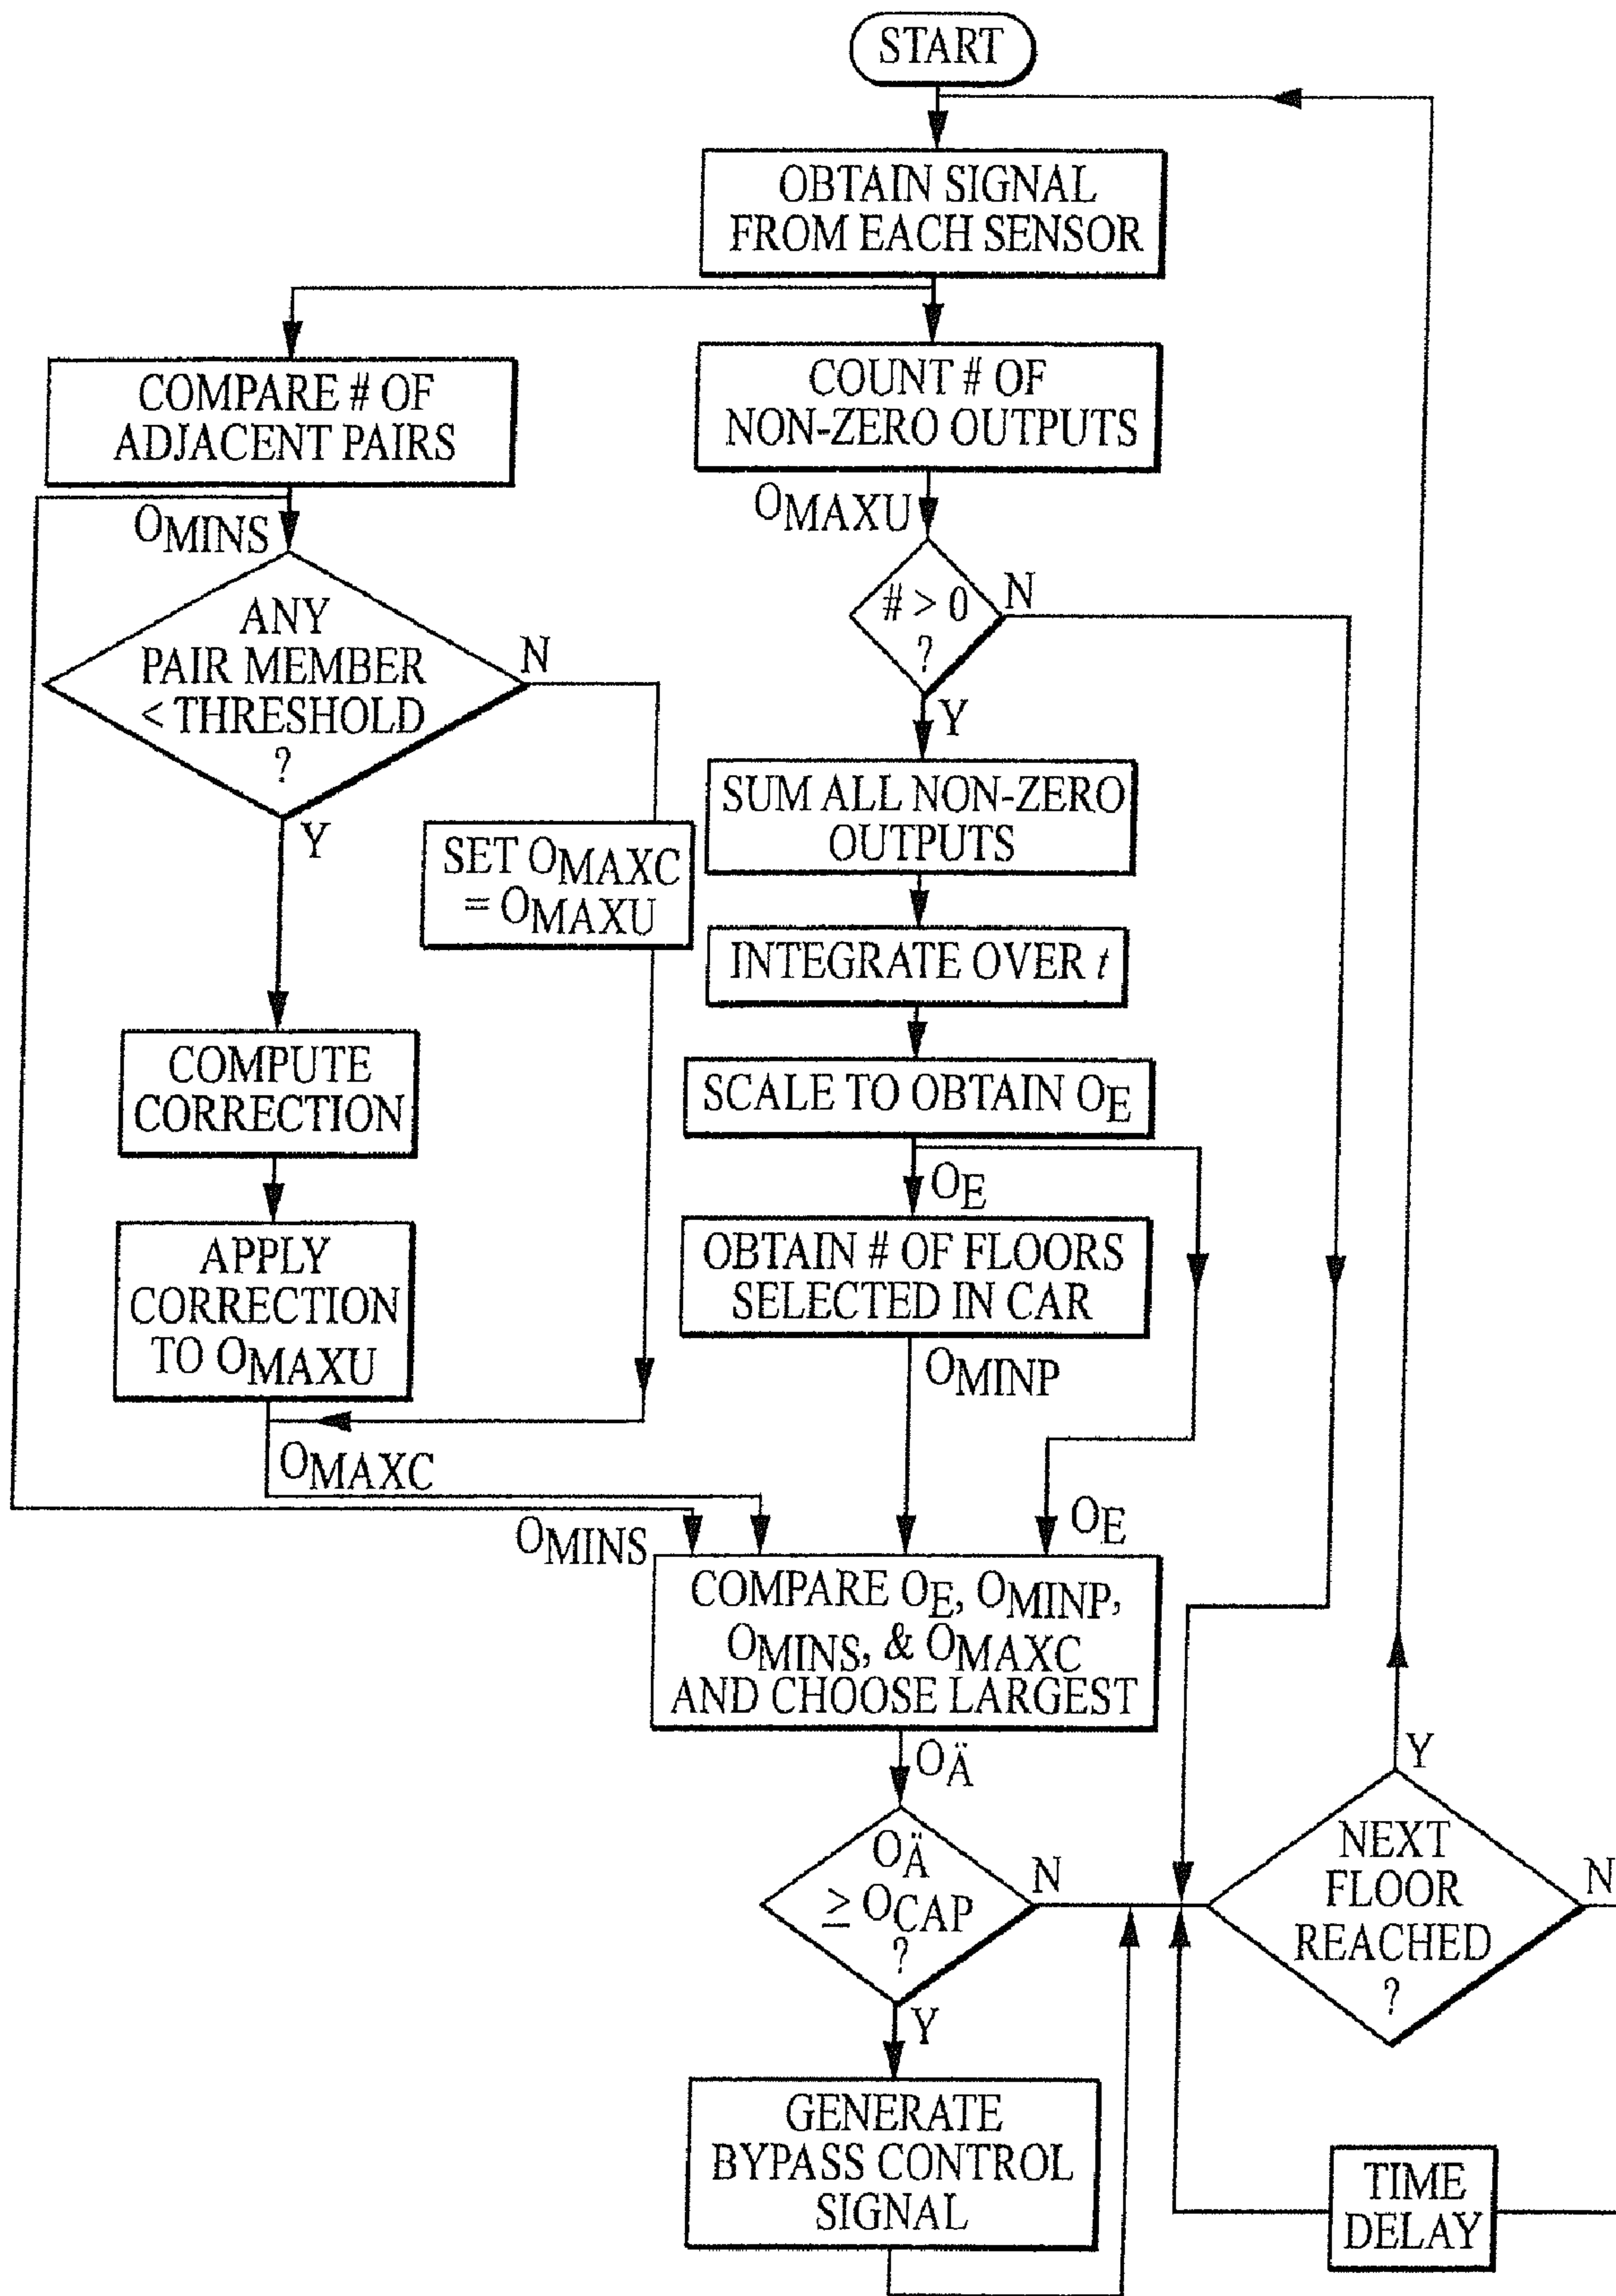 START
OBTAIN SIGNAL
FROM EACH SENSOR
COMPARE # OF
ADJACENT PAIRS
COUNT # OF
NON-ZERO OUTPUTS
OMINS
OMAXU
ANY
PAIR MEMBER
< THRESHOLD
?
N
Y
# > 0
?
N
Y
SET OMAXC
= OMAXU
SUM ALL NON-ZERO
OUTPUTS
INTEGRATE OVER t
COMPUTE
CORRECTION
SCALE TO OBTAIN OE
OE
APPLY
CORRECTION
TO OMAXU
OBTAIN # OF FLOORS
SELECTED IN CAR
OMINP
OMAXC
OMINS
OE
COMPARE OE, OMINP,
OMINS, & OMAXC
AND CHOOSE LARGEST
OÄ
OÄ
≥ OCAP
?
N
Y
NEXT
FLOOR
REACHED
?
Y
N
GENERATE
BYPASS CONTROL
SIGNAL
TIME
DELAY